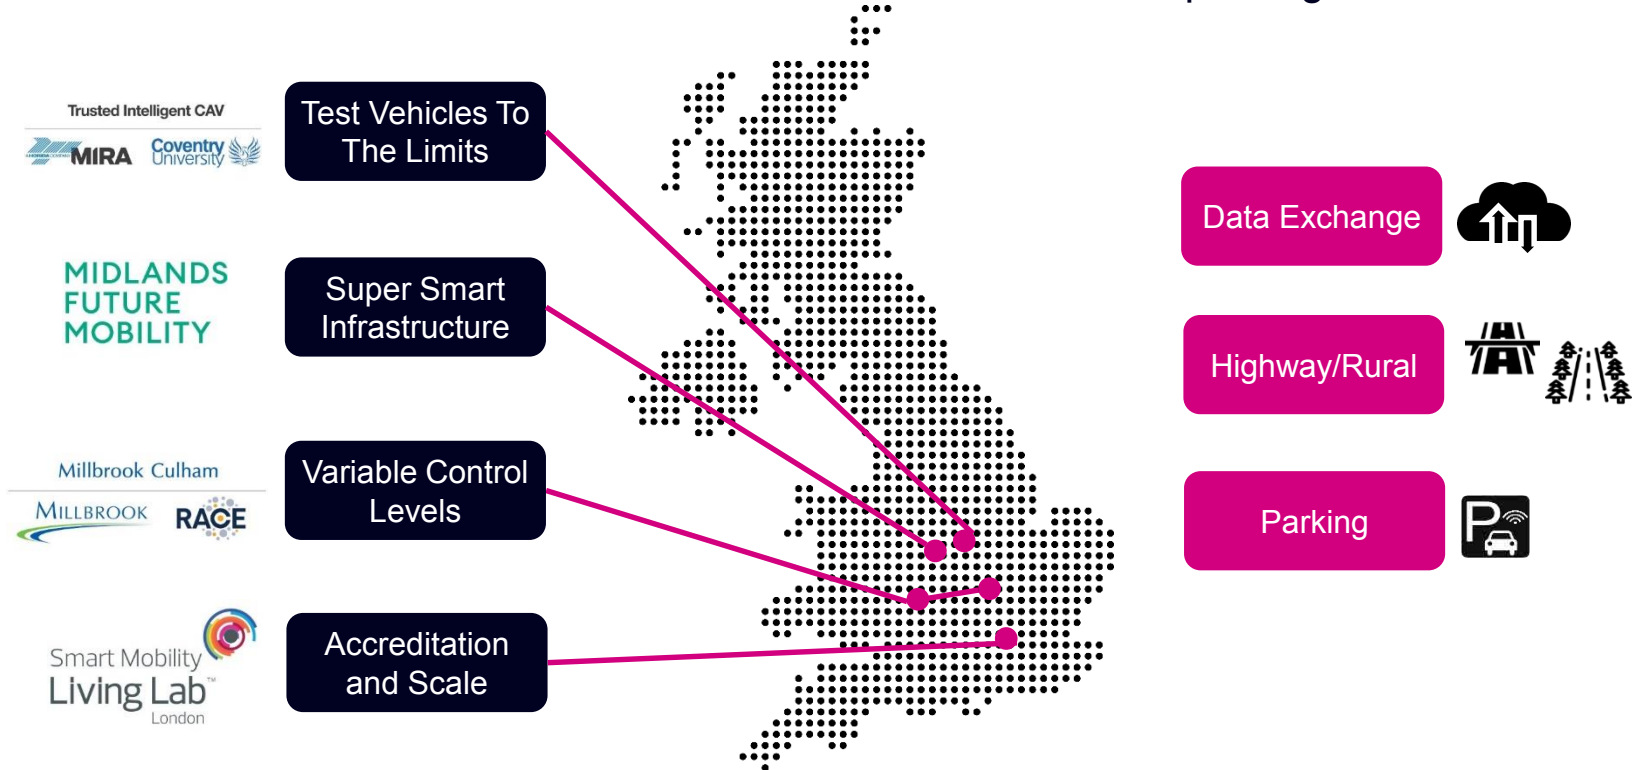 Trusted Intelligent CAV
MIRA
Coventry
University
Test Vehicles To
The Limits
MIDLANDS
FUTURE
MOBILITY
Super Smart
Infrastructure
Millbrook Culham
MILLBROOK
RACE
Variable Control
Levels
Smart Mobility
Living Lab™
London
Accreditation
and Scale
Data Exchange
Highway/Rural
Parking
P